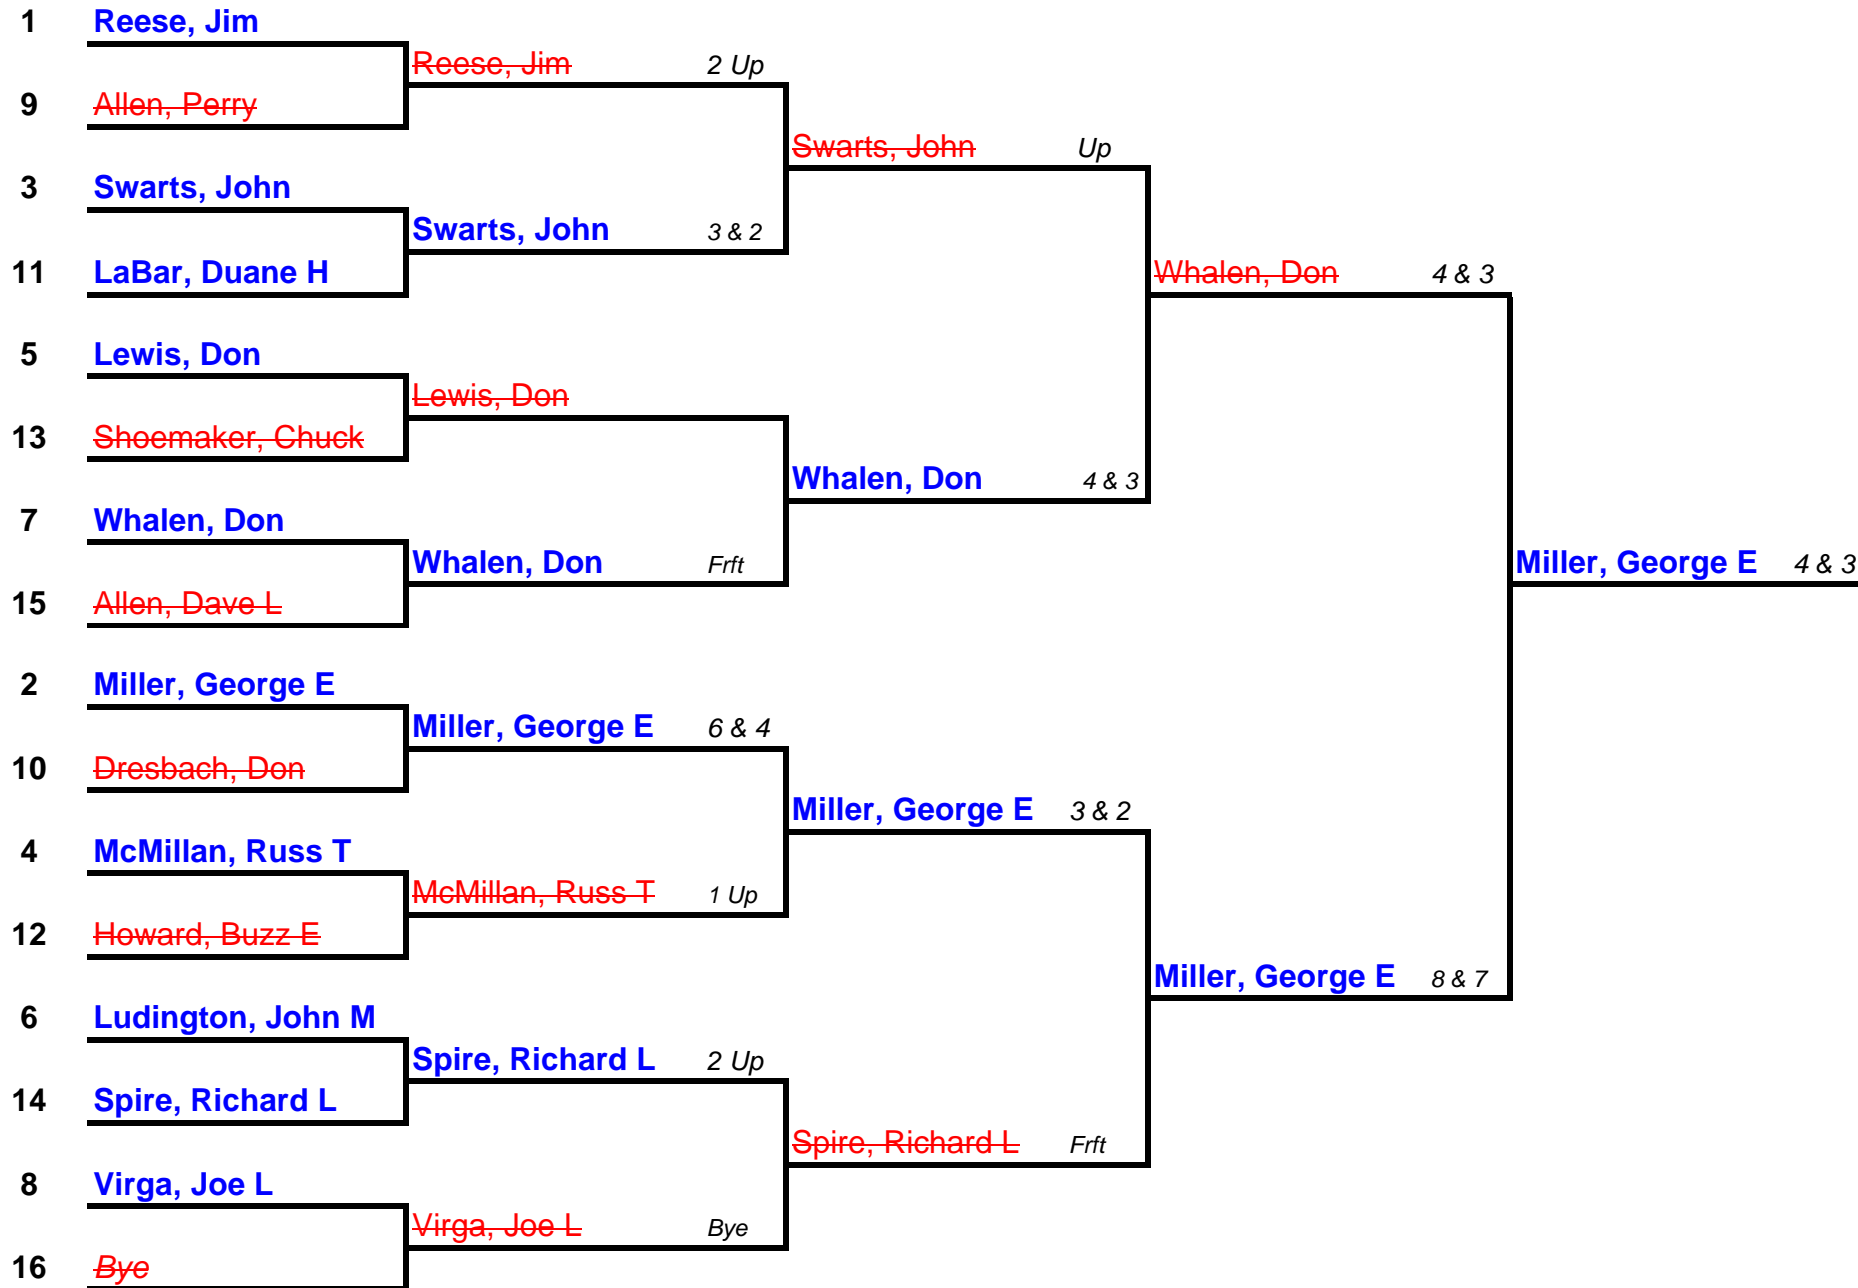 1 Reese, Jim
Reese, Jim 2 Up
9 Allen, Perry
Swarts, John Up
3 Swarts, John
Swarts, John 3 & 2
11 LaBar, Duane H
Whalen, Don 4 & 3
5 Lewis, Don
Lewis, Don
13 Shoemaker, Chuck
Whalen, Don 4 & 3
7 Whalen, Don
Whalen, Don Frft
Miller, George E 4 & 3
15 Allen, Dave L
2 Miller, George E
Miller, George E 6 & 4
10 Dresbach, Don
Miller, George E 3 & 2
4 McMillan, Russ T
McMillan, Russ T 1 Up
12 Howard, Buzz E
Miller, George E 8 & 7
6 Ludington, John M
Spire, Richard L 2 Up
14 Spire, Richard L
Spire, Richard L Frft
8 Virga, Joe L
Virga, Joe L Bye
16 Bye